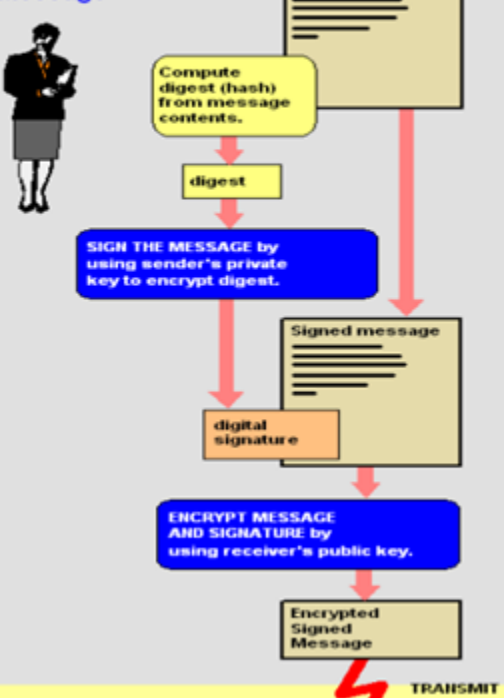 message
Compute
digest (hash)
from message
contents.
digest
SIGN THE MESSAGE by
using sender's private
key to encrypt digest.
Signed message
digital
signature
ENCRYPT MESSAGE
AND SIGNATURE by
using receiver's public key.
Encrypted
Signed
Message
TRANSMIT